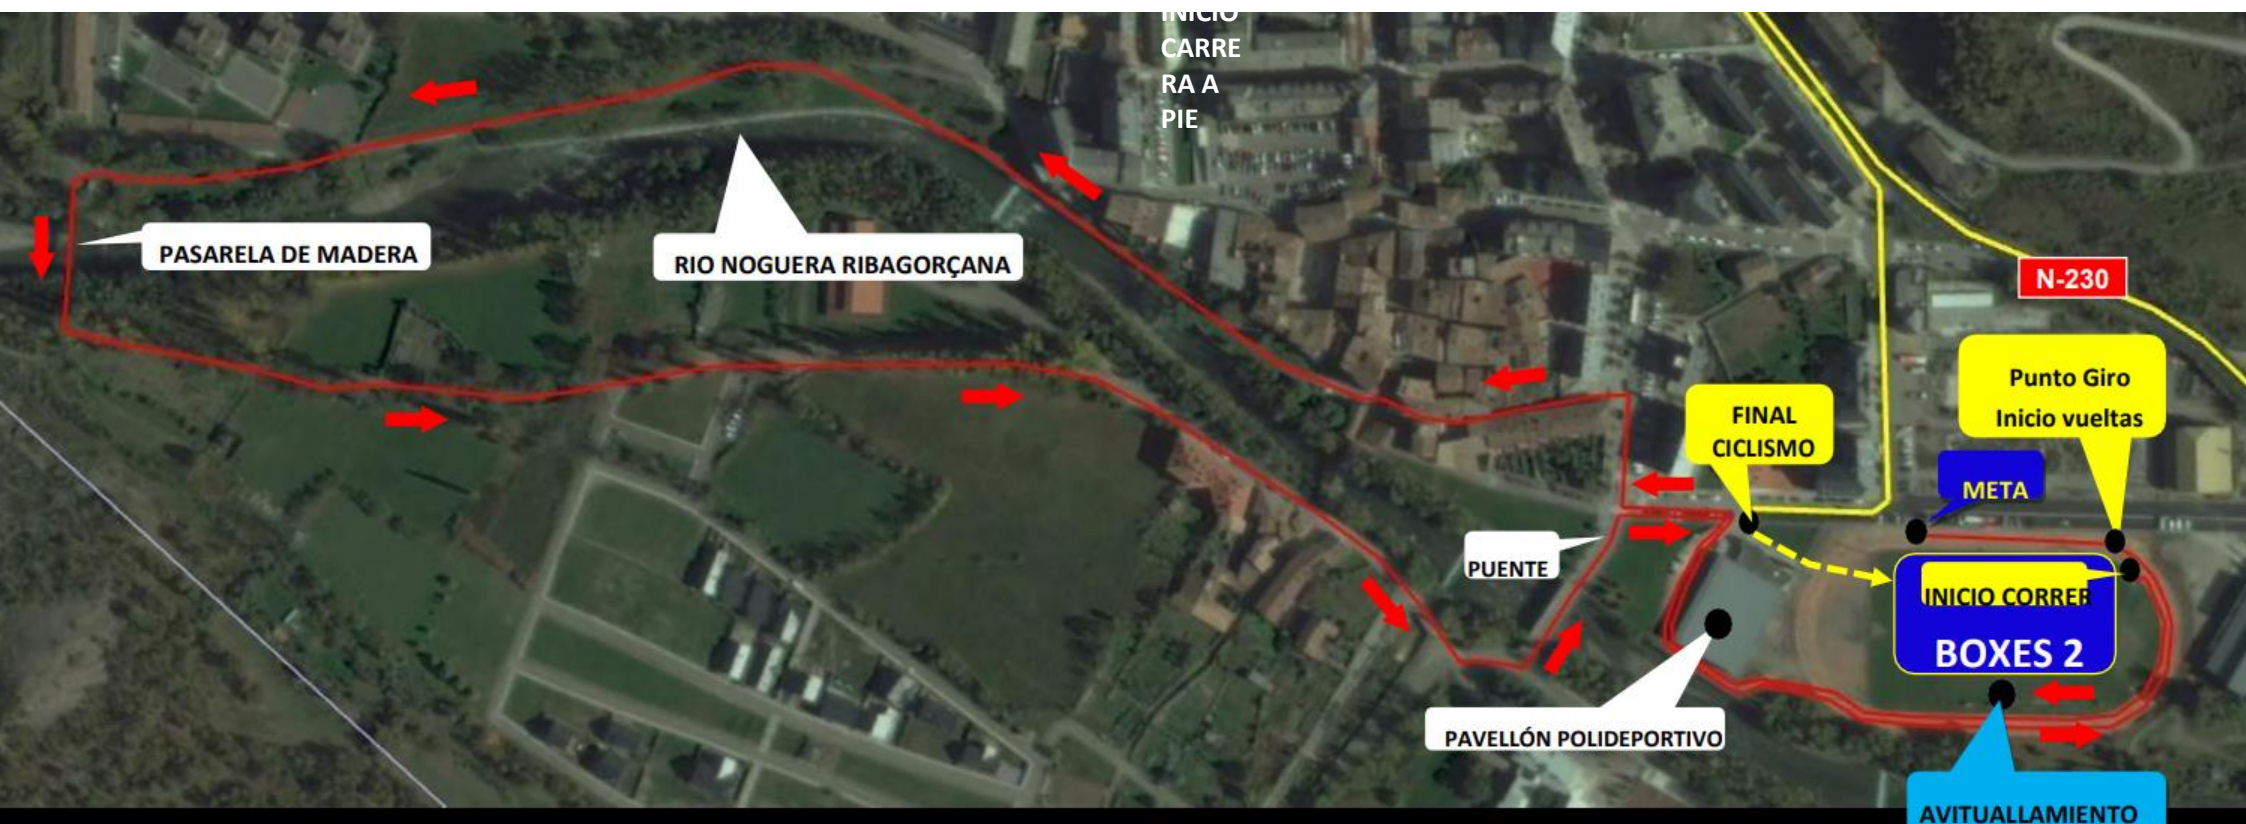 INICIO
CARRE
RA A
PIE
PASARELA DE MADERA
RIO NOGUERA RIBAGORÇANA
N-230
Punto Giro
Inicio vueltas
FINAL
CICLISMO
META
PUENTE
INICIO CORRER
BOXES 2
PAVELLÓN POLIDEPORTIVO
AVITUALLAMIENTO